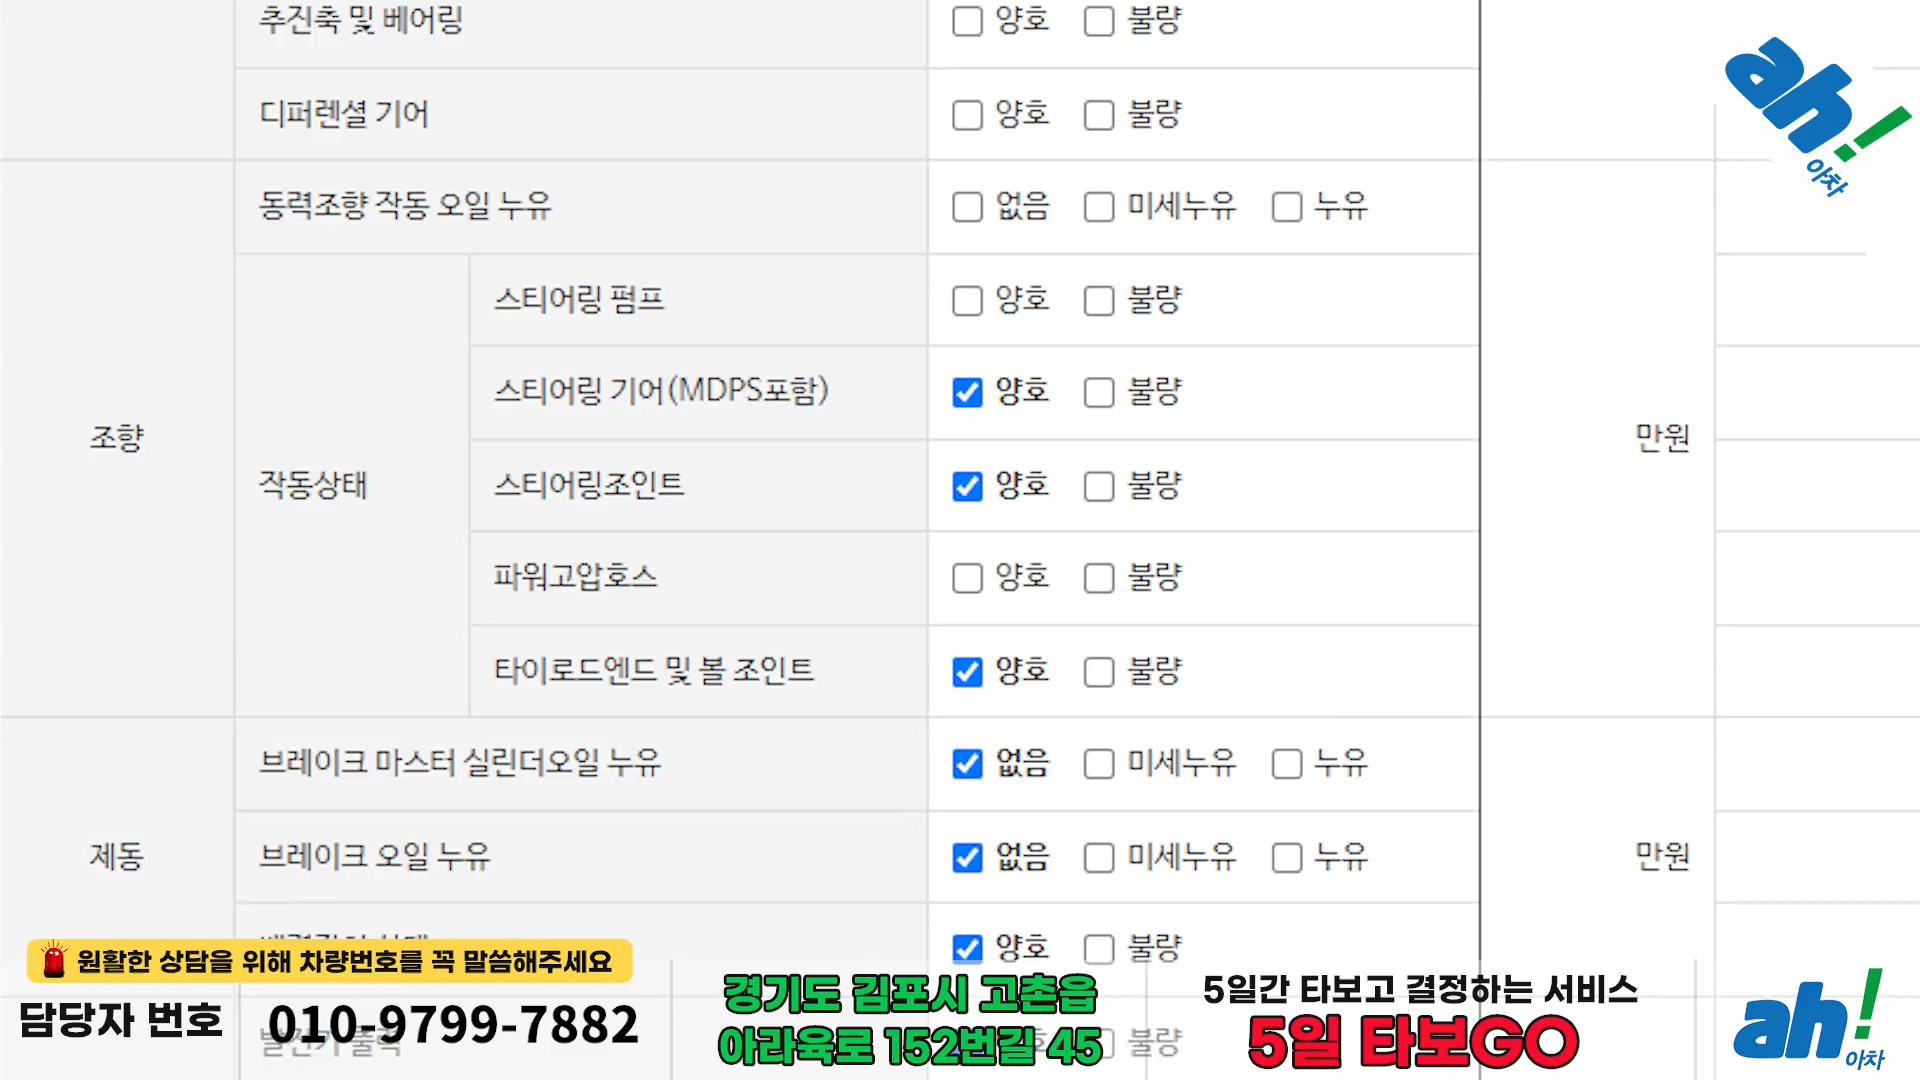 추진축 및 베어링 양호 불량
디퍼렌셜 기어 양호 불량
동력조향 작동 오일 누유 없음 미세누유 누유
스티어링 펌프 양호 불량
스티어링 기어(MDPS포함) 양호 불량
조향 만원
작동상태 스티어링조인트 양호 불량
파워고압호스 양호 불량
타이로드엔드 및 볼 조인트 양호 불량
브레이크 마스터 실린더오일 누유 없음 미세누유 누유
제동 브레이크 오일 누유 없음 미세누유 누유 만원
양호 불량
발전기 출력 불량
ah!
아차
원활한 상담을 위해 차량번호를 꼭 말씀해주세요
담당자 번호 010-9799-7882
경기도 김포시 고촌읍
아라육로 152번길 45
5일간 타보고 결정하는 서비스
5일 타보GO
ah!
아차